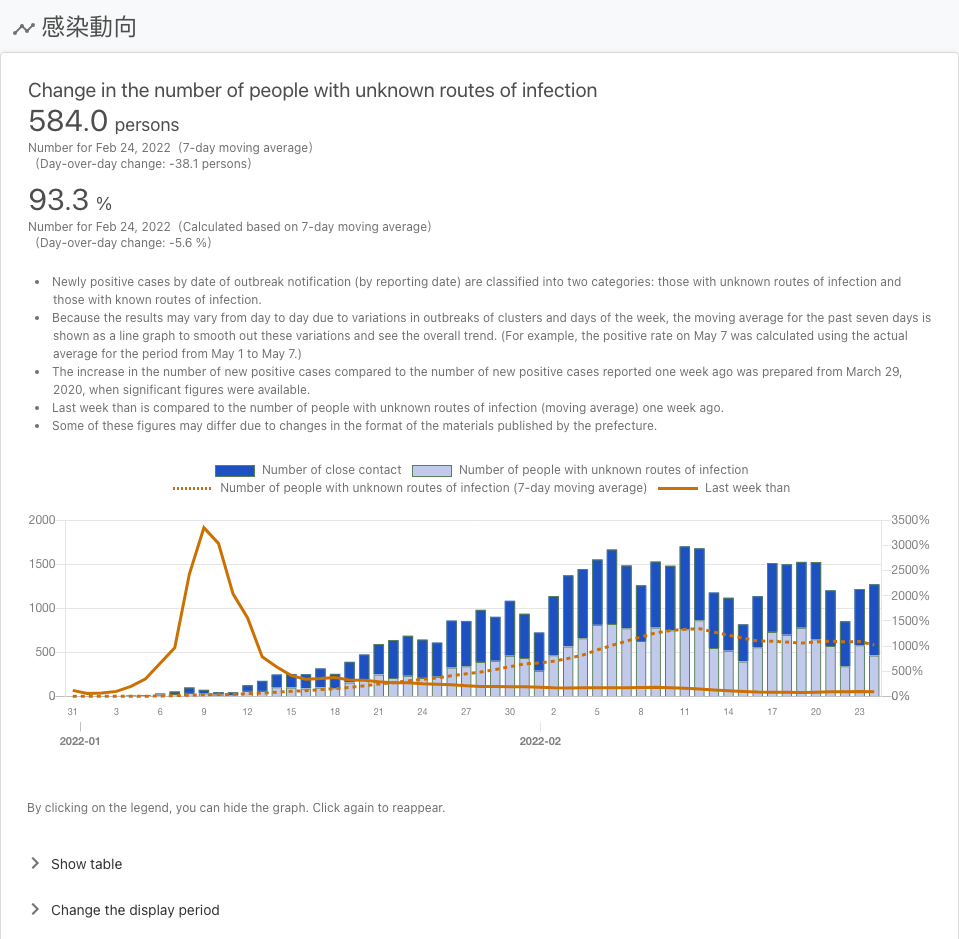 感染動向
Change in the number of people with unknown routes of infection
584.0 persons
Number for Feb 24, 2022 (7-day moving average)
(Day-over-day change: -38.1 persons)
93.3 %
Number for Feb 24, 2022 (Calculated based on 7-day moving average)
(Day-over-day change: -5.6 %)
• Newly positive cases by date of outbreak notification (by reporting date) are classified into two categories: those with unknown routes of infection and
those with known routes of infection.
• Because the results may vary from day to day due to variations in outbreaks of clusters and days of the week, the moving average for the past seven days is
shown as a line graph to smooth out these variations and see the overall trend. (For example, the positive rate on May 7 was calculated using the actual
average for the period from May 1 to May 7.)
• The increase in the number of new positive cases compared to the number of new positive cases reported one week ago was prepared from March 29,
2020, when significant figures were available.
• Last week than is compared to the number of people with unknown routes of infection (moving average) one week ago.
• Some of these figures may differ due to changes in the format of the materials published by the prefecture.
Number of close contact Number of people with unknown routes of infection
Number of people with unknown routes of infection (7-day moving average) Last week than
2000 3500%
3000%
1500 2500%
2000%
1000 1500%
1000%
500 500%
0 0%
31 3 6 9 12 15 18 21 24 27 30 2 5 8 11 14 17 20 23
2022-01 2022-02
By clicking on the legend, you can hide the graph. Click again to reappear.
Show table
Change the display period